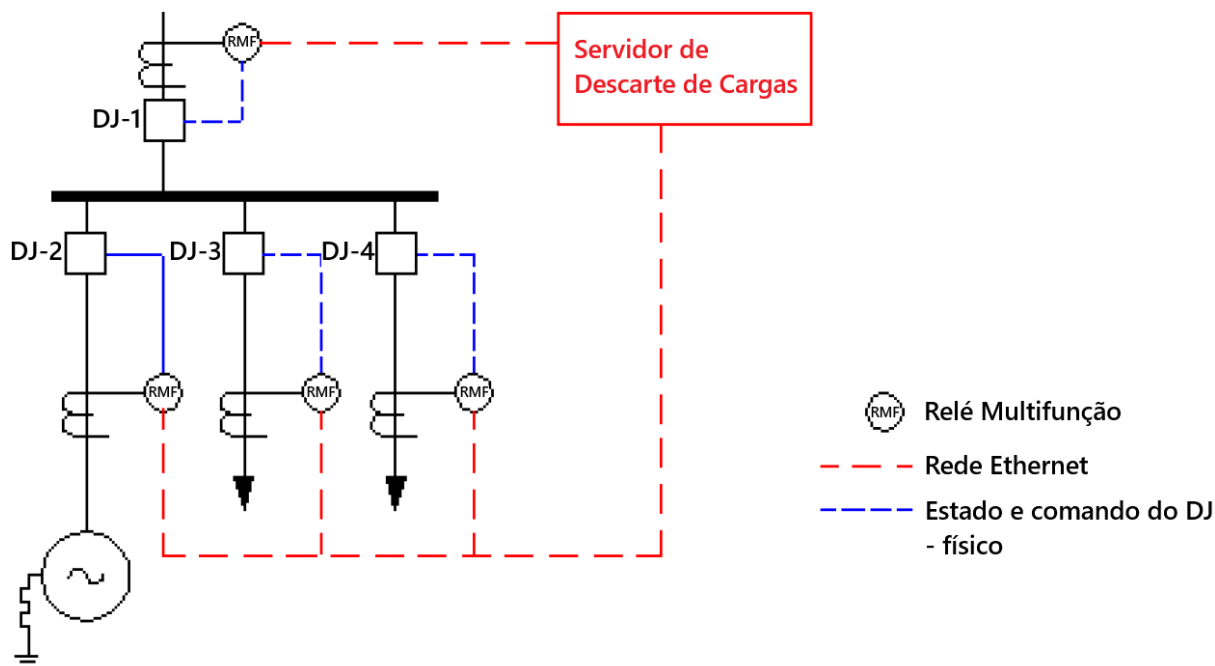 RMF
Servidor de
Descarte de Cargas
DJ-1
DJ-2
DJ-3
DJ-4
RMF
RMF
RMF
RMF
Relé Multifunção
Rede Ethernet
Estado e comando do DJ
- físico